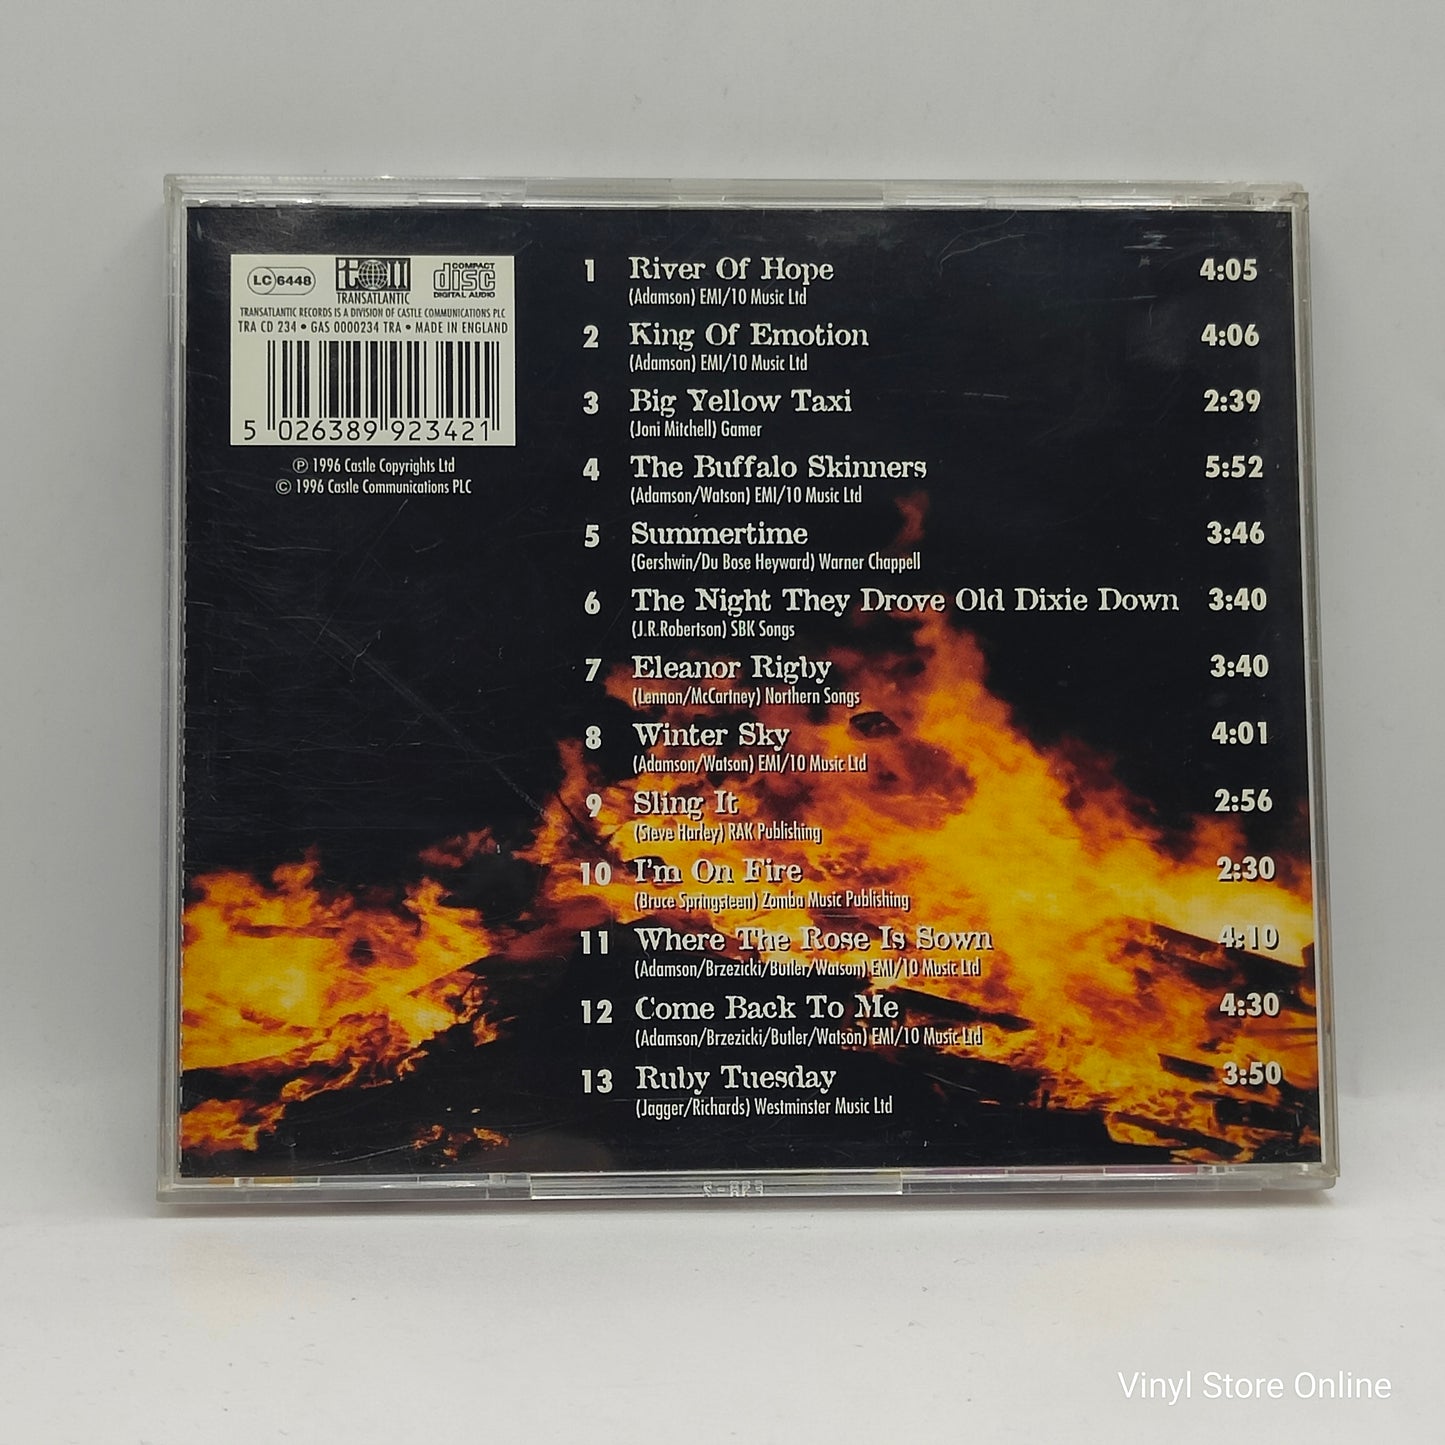 LC 6448
TRANSATLANTIC
COMPACT
disc
DIGITAL AUDIO
TRANSATLANTIC RECORDS IS A DIVISION OF CASTLE COMMUNICATIONS PLC
TRA CD 234 • GAS 0000234 TRA • MADE IN ENGLAND
5 026389 923421
℗ 1996 Castle Copyrights Ltd
© 1996 Castle Communications PLC
1 River Of Hope 4:05
(Adamson) EMI/10 Music Ltd
2 King Of Emotion 4:06
(Adamson) EMI/10 Music Ltd
3 Big Yellow Taxi 2:39
(Joni Mitchell) Gamer
4 The Buffalo Skinners 5:52
(Adamson/Watson) EMI/10 Music Ltd
5 Summertime 3:46
(Gershwin/Du Bose Heyward) Warner Chappell
6 The Night They Drove Old Dixie Down 3:40
(J.R.Robertson) SBK Songs
7 Eleanor Rigby 3:40
(Lennon/McCartney) Northern Songs
8 Winter Sky 4:01
(Adamson/Watson) EMI/10 Music Ltd
9 Sling It 2:56
(Steve Harley) RAK Publishing
10 I'm On Fire 2:30
(Bruce Springsteen) Zomba Music Publishing
11 Where The Rose Is Sown 4:10
(Adamson/Brzezicki/Butler/Watson) EMI/10 Music Ltd
12 Come Back To Me 4:30
(Adamson/Brzezicki/Butler/Watson) EMI/10 Music Ltd
13 Ruby Tuesday 3:50
(Jagger/Richards) Westminster Music Ltd
Vinyl Store Online